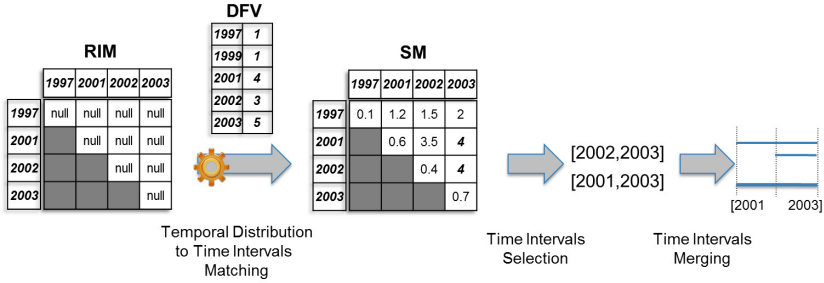 DFV
1997 1
1999 1
2001 4
2002 3
2003 5
RIM
1997 2001 2002 2003
1997 null null null null
2001 null null null
2002 null null
2003 null
SM
1997 2001 2002 2003
1997 0.1 1.2 1.5 2
2001 0.6 3.5 4
2002 0.4 4
2003 0.7
Temporal Distribution
to Time Intervals
Matching
[2002,2003]
[2001,2003]
Time Intervals
Selection
[2001 2003]
Time Intervals
Merging